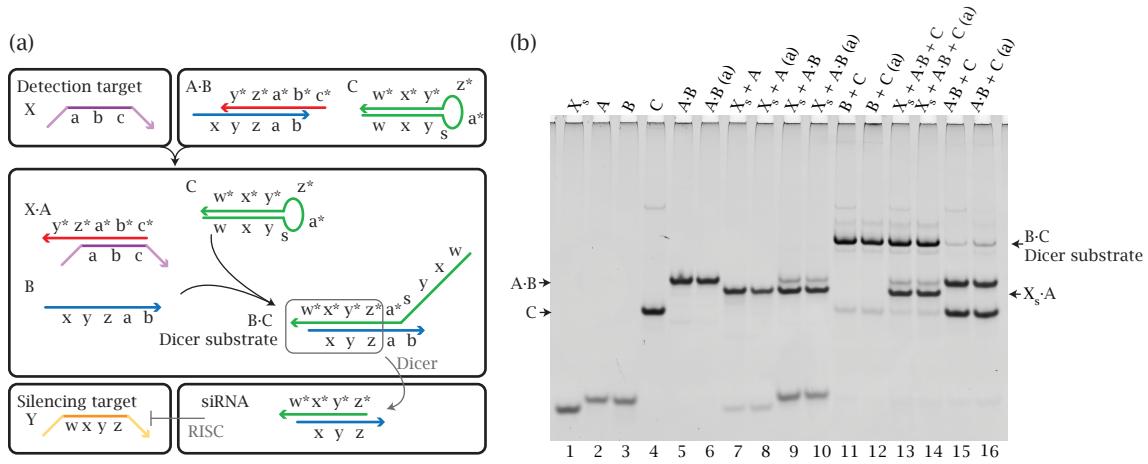 (a)
Detection target
X
a b c
A·B
y* z* a* b* c*
x y z a b
C
w* x* y*
z*
a*
w x y s
X·A
y* z* a* b* c*
a b c
C
w* x* y*
z*
a*
w x y s
B
x y z a b
w
x
y
s
w* x* y* z* a*
x y z a b
B·C
Dicer substrate
Dicer
Silencing target
Y
w x y z
RISC
siRNA
w* x* y* z*
x y z
(b)
Xs
A
B
C
A·B
A·B (a)
Xs + A
Xs + A (a)
Xs + A·B
Xs + A·B (a)
B + C
B + C (a)
Xs + A·B + C
Xs + A·B + C (a)
A·B + C
A·B + C (a)
A·B
C
B·C
Dicer substrate
Xs·A
1 2 3 4 5 6 7 8 9 10 11 12 13 14 15 16